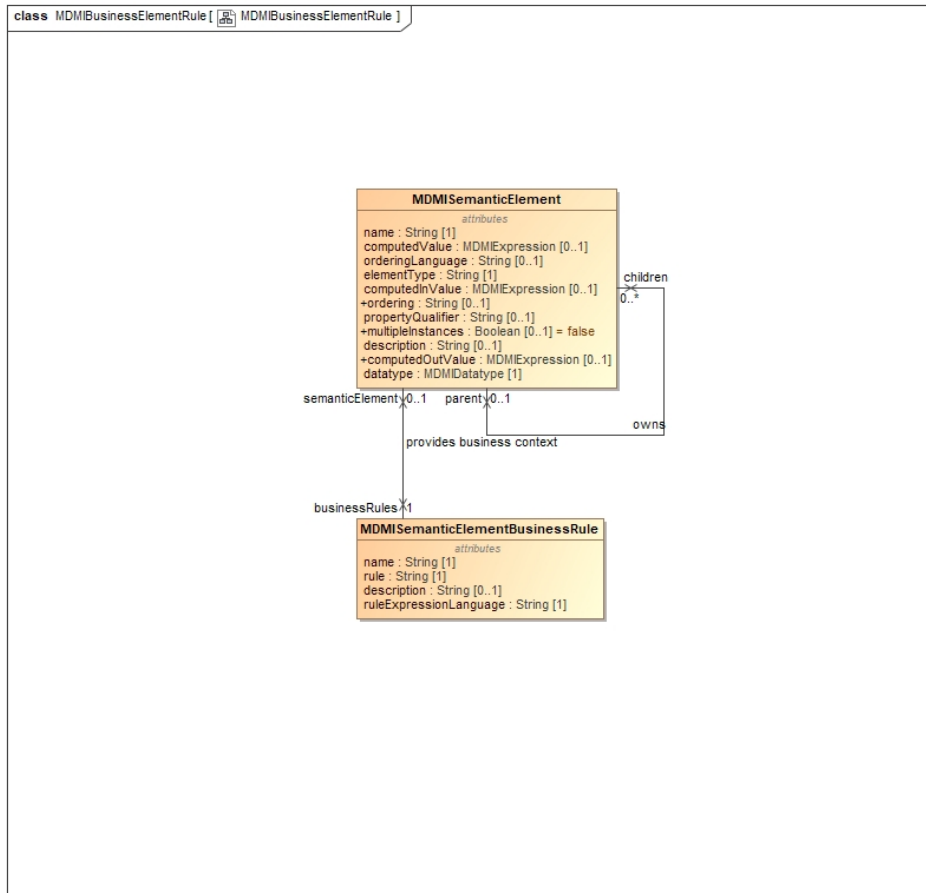 class MDMIBusinessElementRule [ MDMIBusinessElementRule ]
MDMISemanticElement
attributes
name : String [1]
computedValue : MDMIExpression [0..1]
orderingLanguage : String [0..1]
elementType : String [1]
computedInValue : MDMIExpression [0..1]
+ordering : String [0..1]
propertyQualifier : String [0..1]
+multipleInstances : Boolean [0..1] = false
description : String [0..1]
+computedOutValue : MDMIExpression [0..1]
datatype : MDMIDatatype [1]
children
0..*
semanticElement 0..1 parent 0..1
owns
provides business context
businessRules 1
MDMISemanticElementBusinessRule
attributes
name : String [1]
rule : String [1]
description : String [0..1]
ruleExpressionLanguage : String [1]